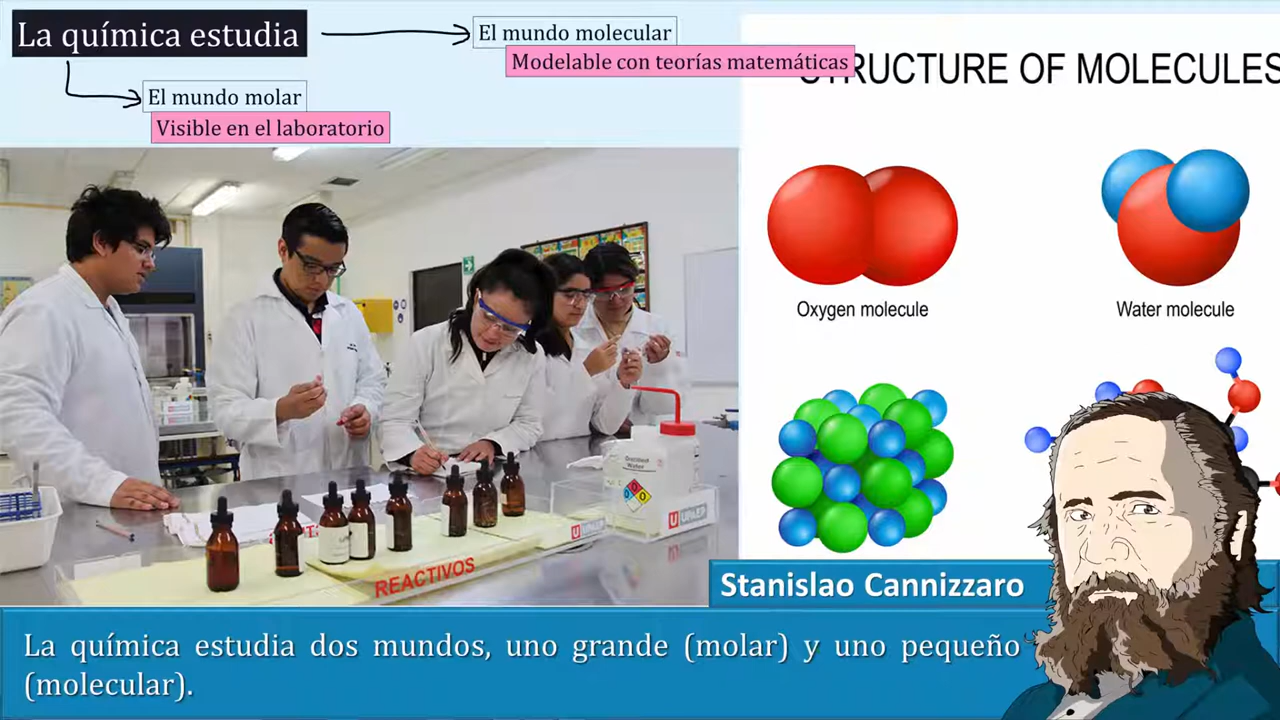 La química estudia
El mundo molecular
Modelable con teorías matemáticas
El mundo molar
Visible en el laboratorio
STRUCTURE OF MOLECULES
Oxygen molecule
Water molecule
REACTIVOS
UPAEP
UPAEP
Stanislao Cannizzaro
La química estudia dos mundos, uno grande (molar) y uno pequeño
(molecular).